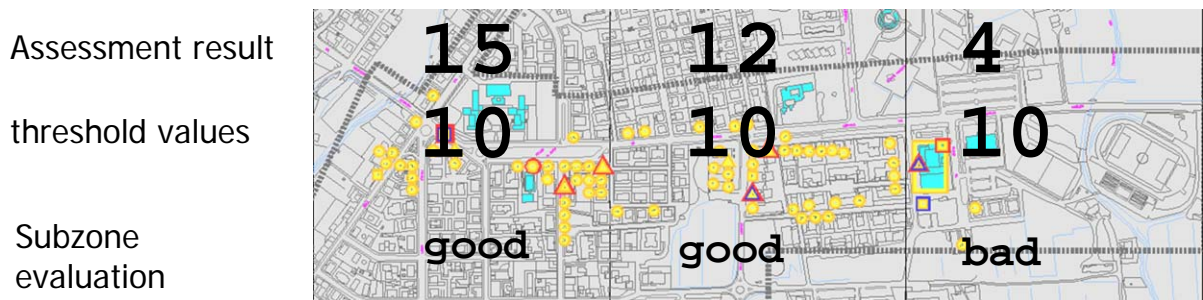 Assessment result 15 12 4
threshold values 10 10 10
Subzone
evaluation good good bad